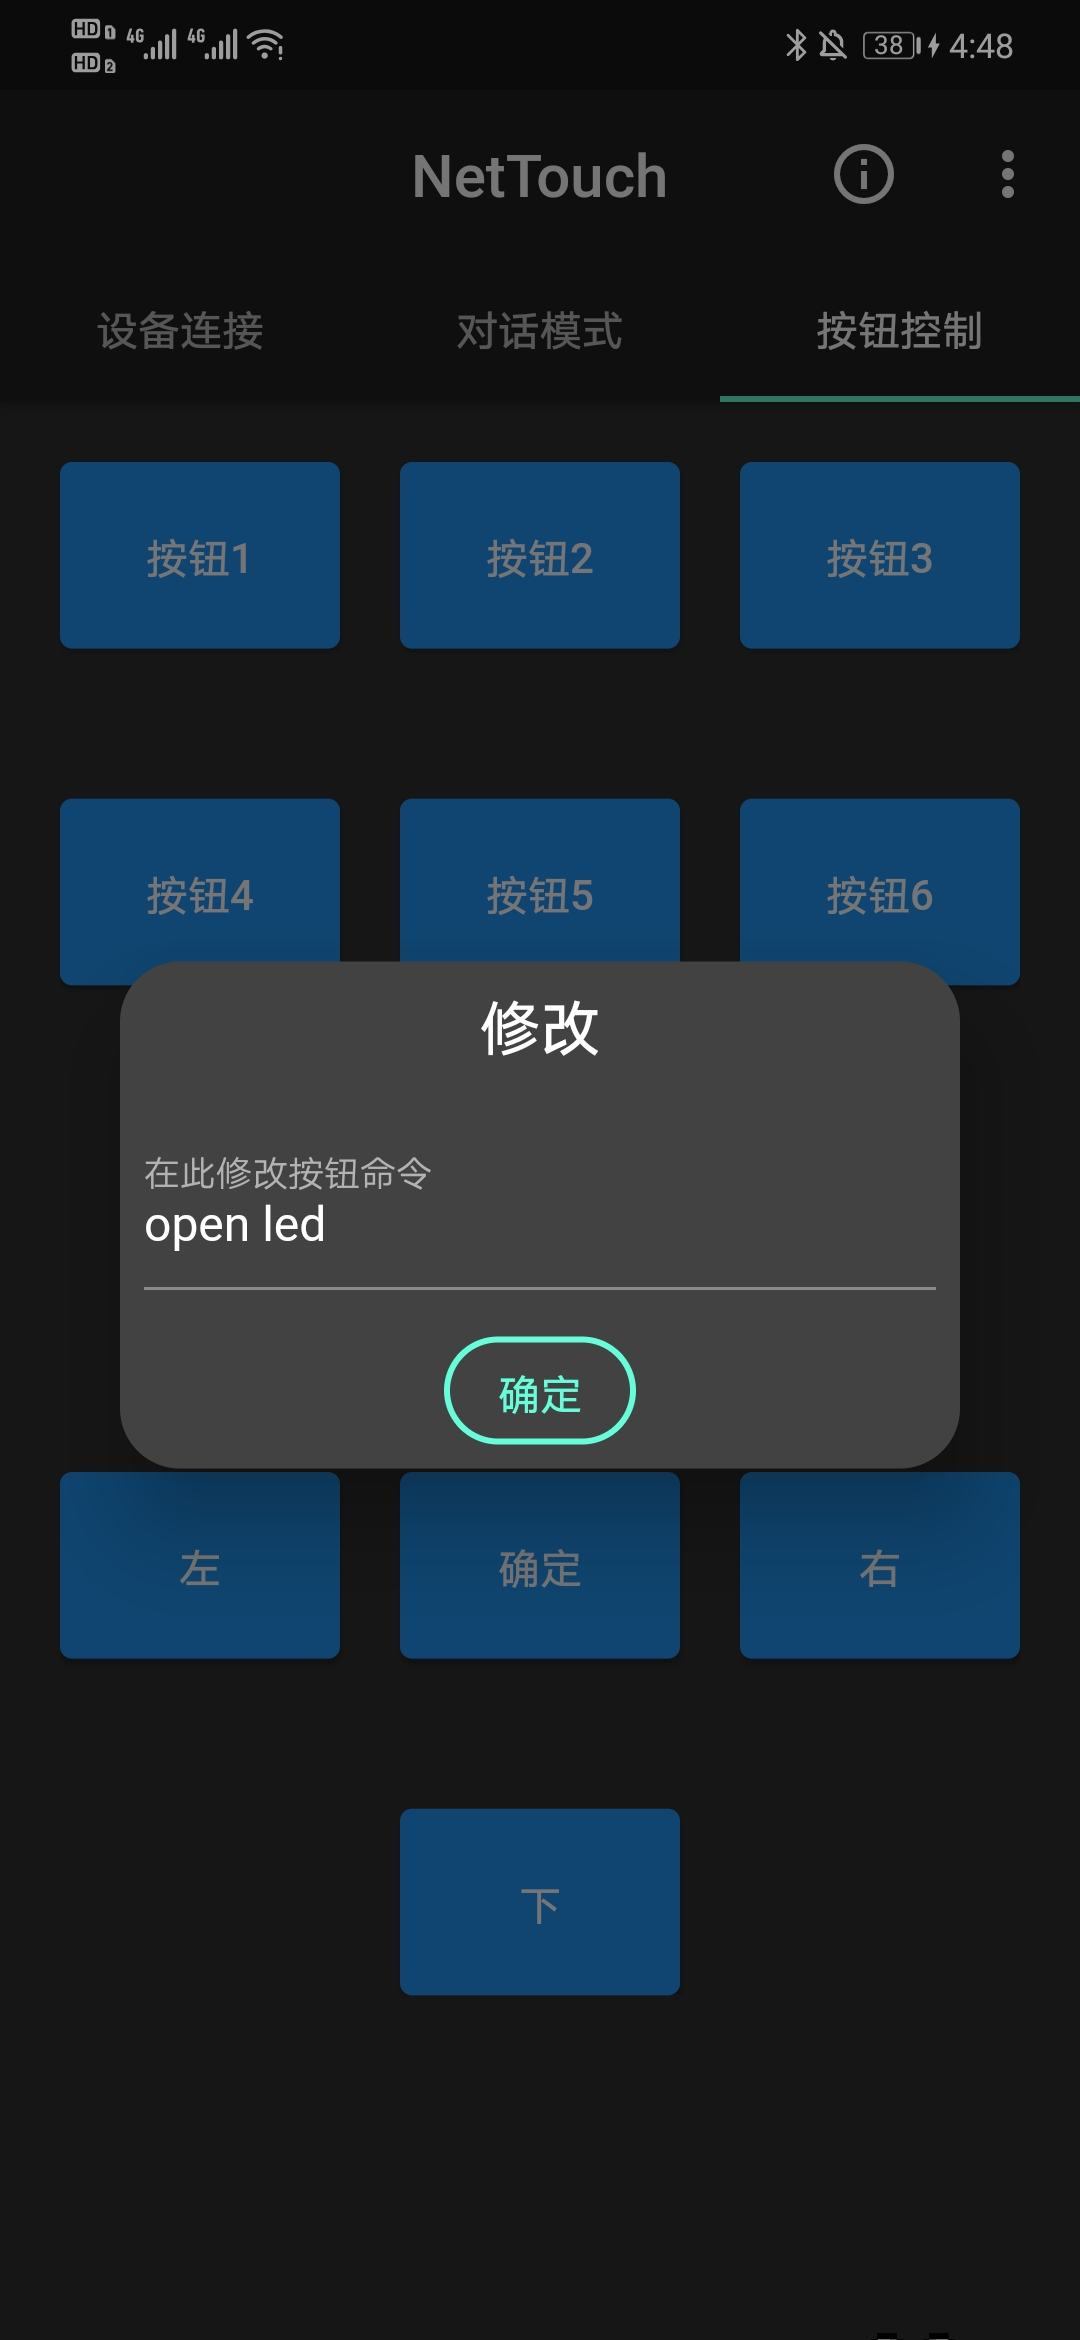 HD 1 4G 4G 38 4:48
HD 2
NetTouch
设备连接 对话模式 按钮控制
按钮1 按钮2 按钮3
按钮4 按钮5 按钮6
修改
在此修改按钮命令
open led
确定
左 确定 右
下